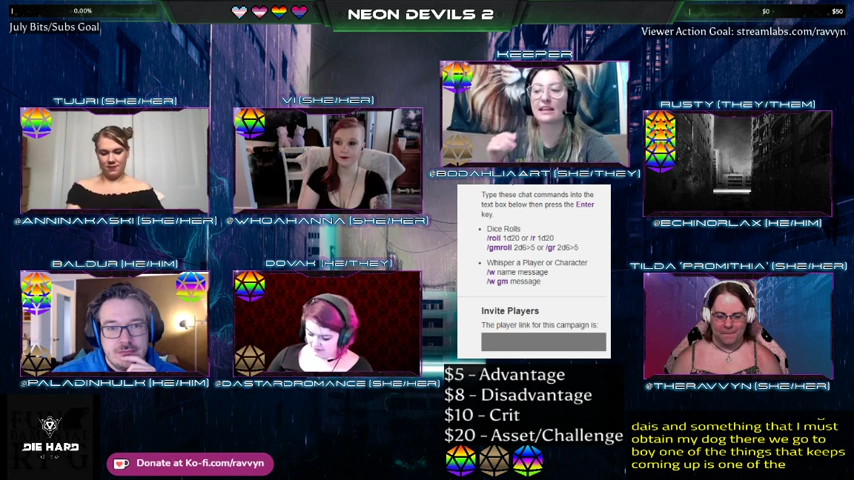 0.00%
NEON DEVILS 2
$0
$50
July Bits/Subs Goal
Viewer Action Goal: streamlabs.com/ravvyn
KEEPER
TUURI (SHE/HER)
VI (SHE/HER)
RUSTY (THEY/THEM)
@BODAHLIAART (SHE/THEY)
@ANNINAKASKI (SHE/HER)
@WHOAHANNA (SHE/HER)
@ECHINORLAX (HE/HIM)
Type these chat commands into the
text box below then press the Enter
key.
Dice Rolls
/roll 1d20 or /r 1d20
/gmroll 2d6>5 or /gr 2d6>5
Whisper a Player or Character
/w name message
/w gm message
Invite Players
The player link for this campaign is:
BALDUR (HE/HIM)
DOVAK (HE/THEY)
TILDA 'PROMITHIA' (SHE/HER)
@PALADINHULK (HE/HIM)
@DASTARDROMANCE (SHE/HER)
@THERAVVYN (SHE/HER)
$5 - Advantage
$8 - Disadvantage
$10 - Crit
$20 - Asset/Challenge
dais and something that I must
obtain my dog there we go to
boy one of the things that keeps
coming up is one of the
DIE HARD
Donate at Ko-fi.com/ravvyn